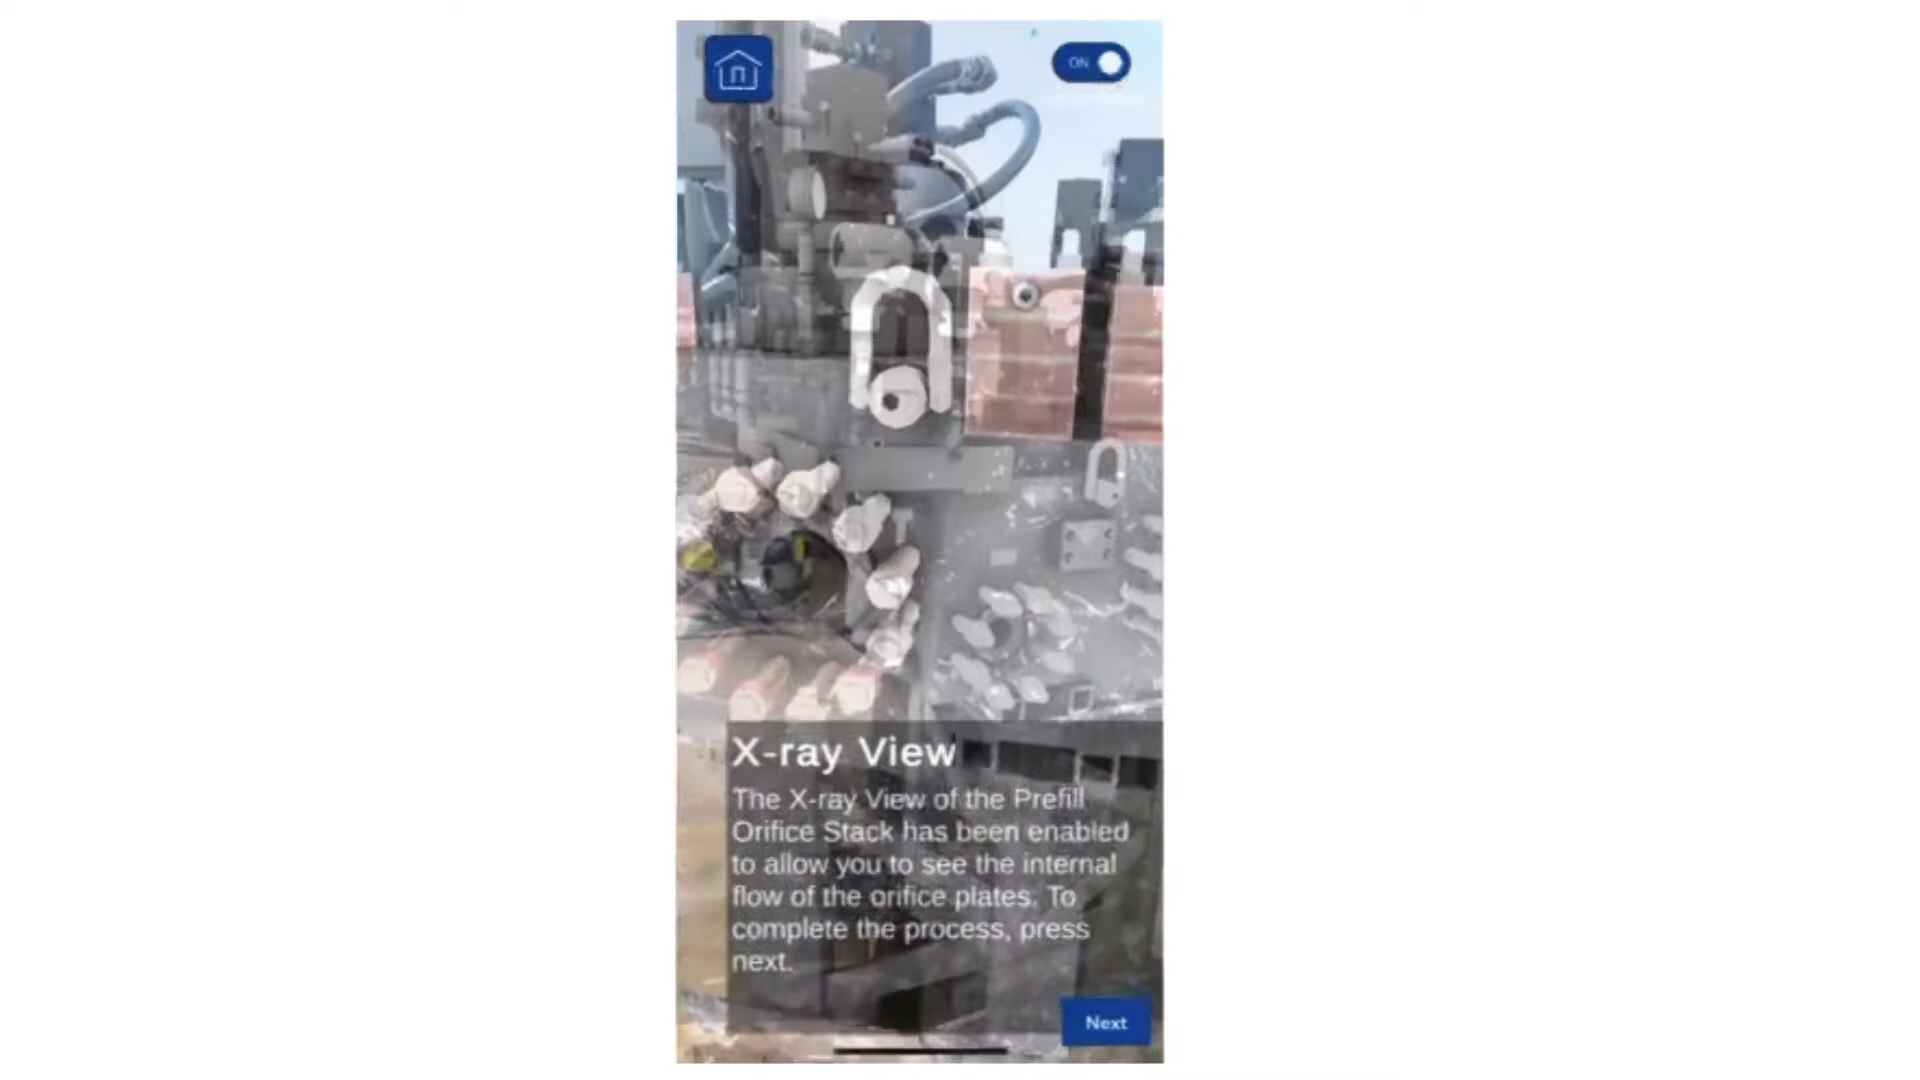 ON
X-ray View
The X-ray View of the Prefill
Orifice Stack has been enabled
to allow you to see the internal
flow of the orifice plates. To
complete the process, press
next.
Next